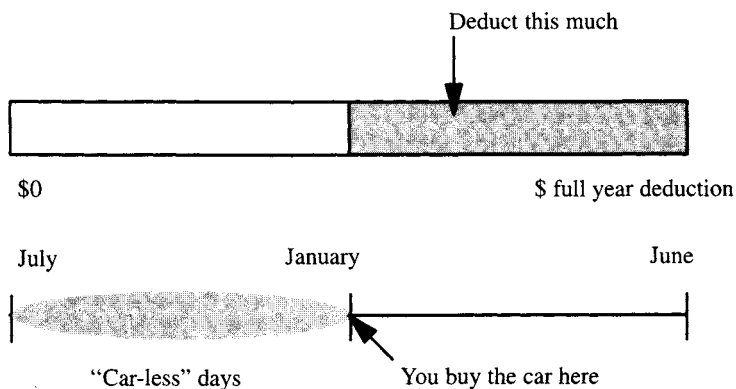 Deduct this much
$0
$ full year deduction
July January June
“Car-less” days
You buy the car here